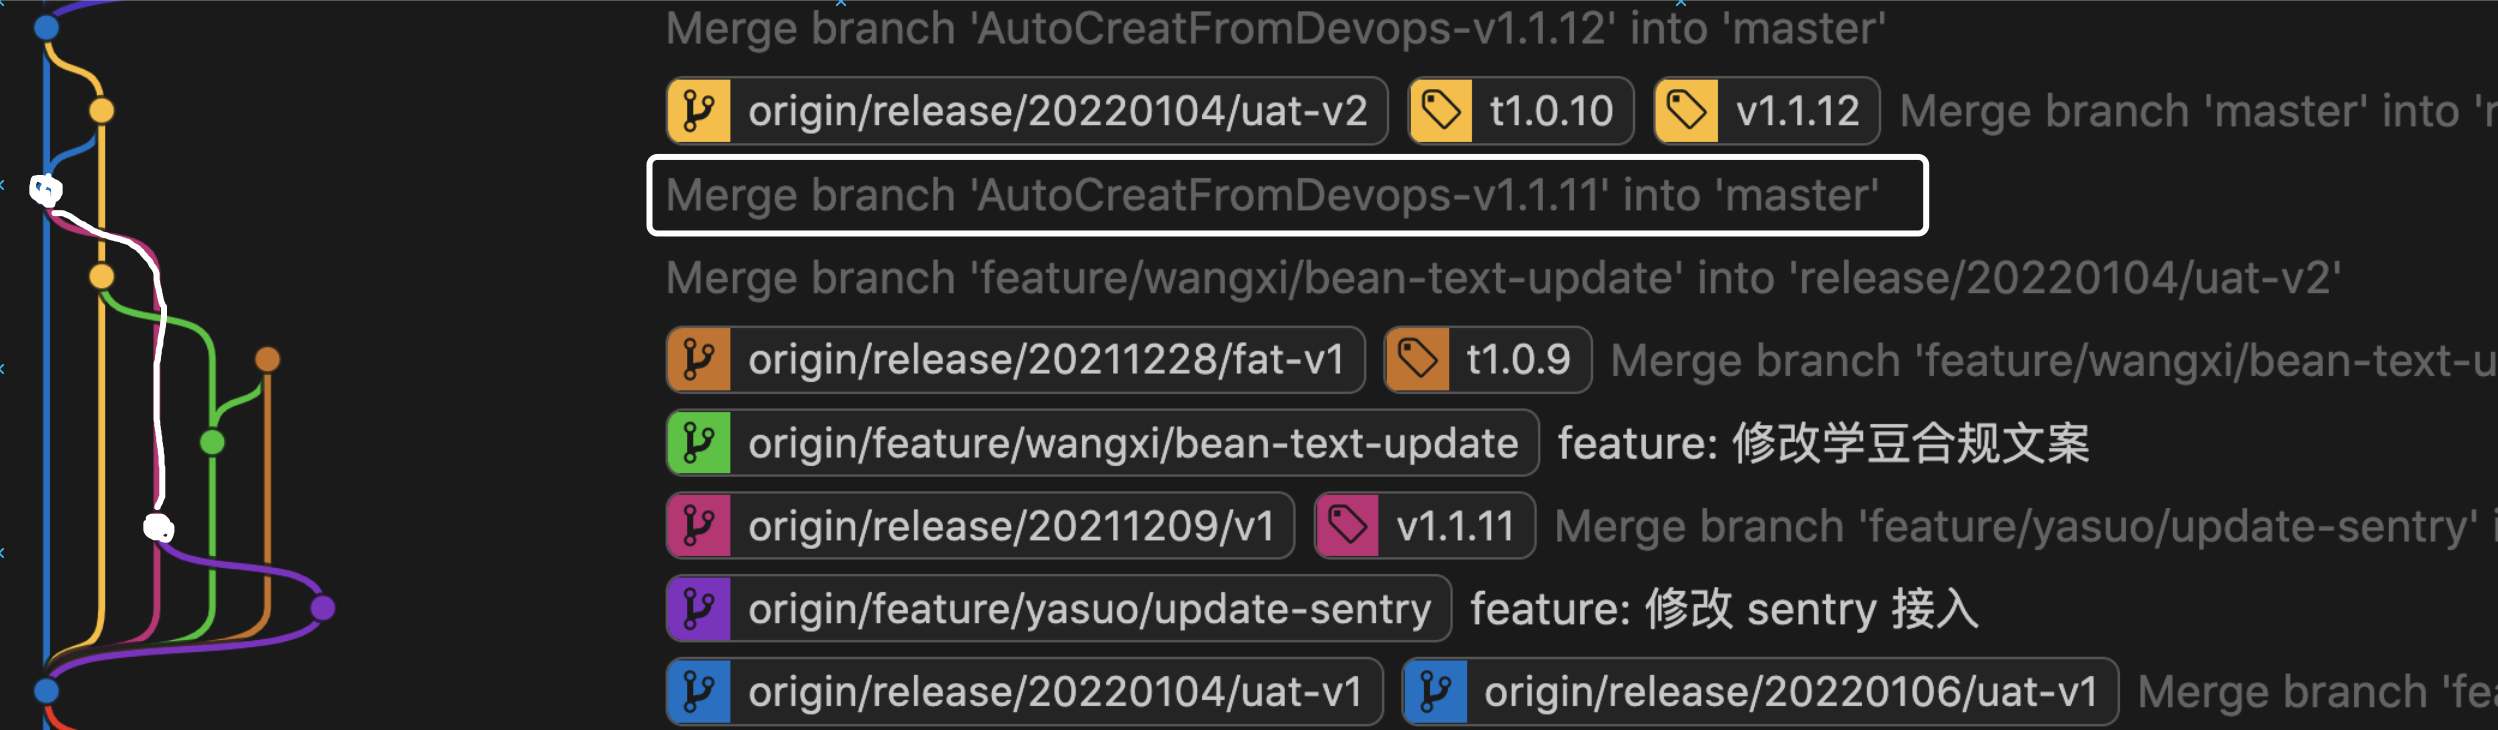 Merge branch 'AutoCreatFromDevops-v1.1.12' into 'master'
origin/release/20220104/uat-v2 t1.0.10 v1.1.12 Merge branch 'master' into 'r
Merge branch 'AutoCreatFromDevops-v1.1.11' into 'master'
Merge branch 'feature/wangxi/bean-text-update' into 'release/20220104/uat-v2'
origin/release/20211228/fat-v1 t1.0.9 Merge branch 'feature/wangxi/bean-text-u
origin/feature/wangxi/bean-text-update feature: 修改学豆合规文案
origin/release/20211209/v1 v1.1.11 Merge branch 'feature/yasuo/update-sentry' i
origin/feature/yasuo/update-sentry feature: 修改 sentry 接入
origin/release/20220104/uat-v1 origin/release/20220106/uat-v1 Merge branch 'fea